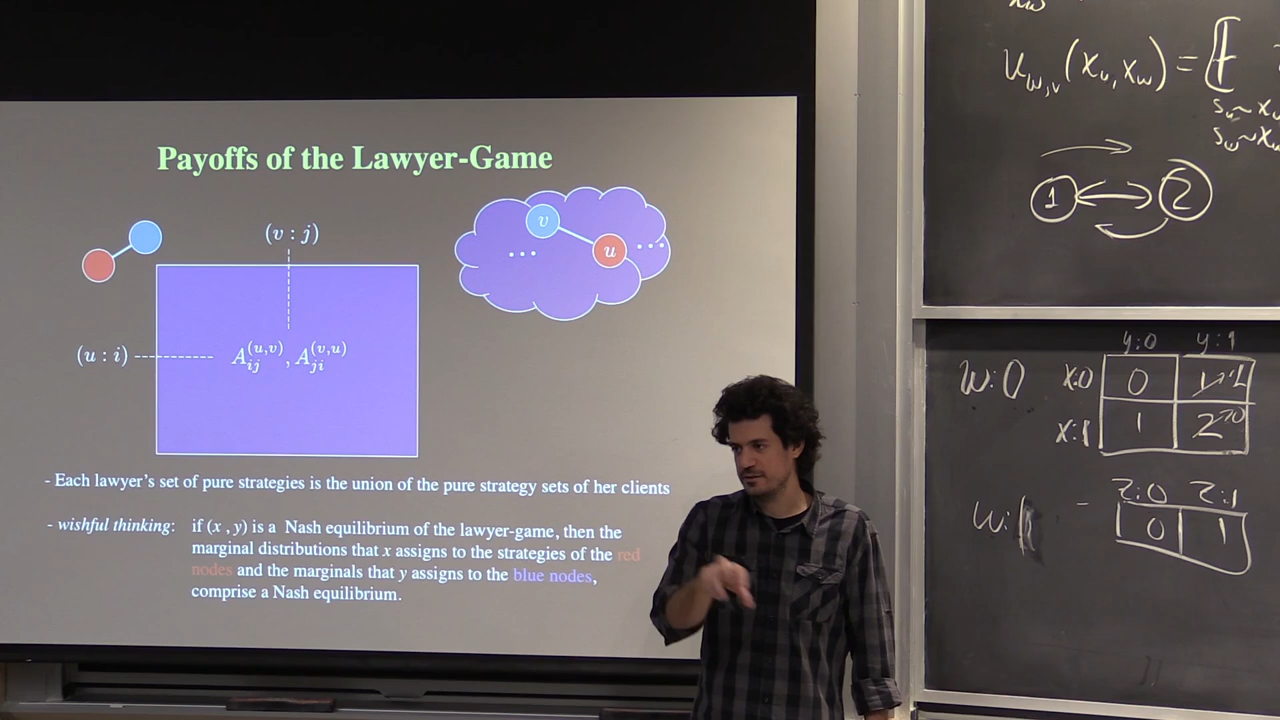 Payoffs of the Lawyer-Game
(v : j)
v
...
...
u
(u : i)
A_{ij}^{(u,v)} , A_{ji}^{(v,u)}
- Each lawyer's set of pure strategies is the union of the pure strategy sets of her clients
- wishful thinking: if (x , y) is a Nash equilibrium of the lawyer-game, then the
marginal distributions that x assigns to the strategies of the red
nodes and the marginals that y assigns to the blue nodes,
comprise a Nash equilibrium.
u_{w,v} (x_v, x_w) =
1 2
y:0 y:1
w:0 x:0 0
x:1 1 2
z:0 z:1
0 1